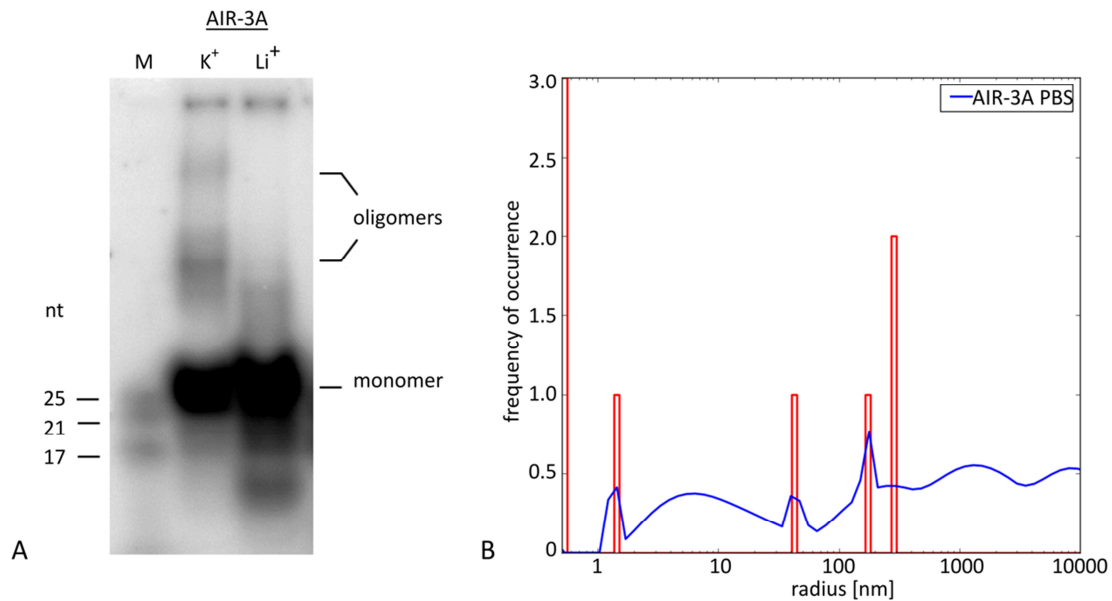 AIR-3A
M K⁺ Li⁺
oligomers
nt
monomer
25
21
17
A
3.0
2.5
2.0
1.5
1.0
0.5
0
frequency of occurrence
AIR-3A PBS
1 10 100 1000 10000
radius [nm]
B